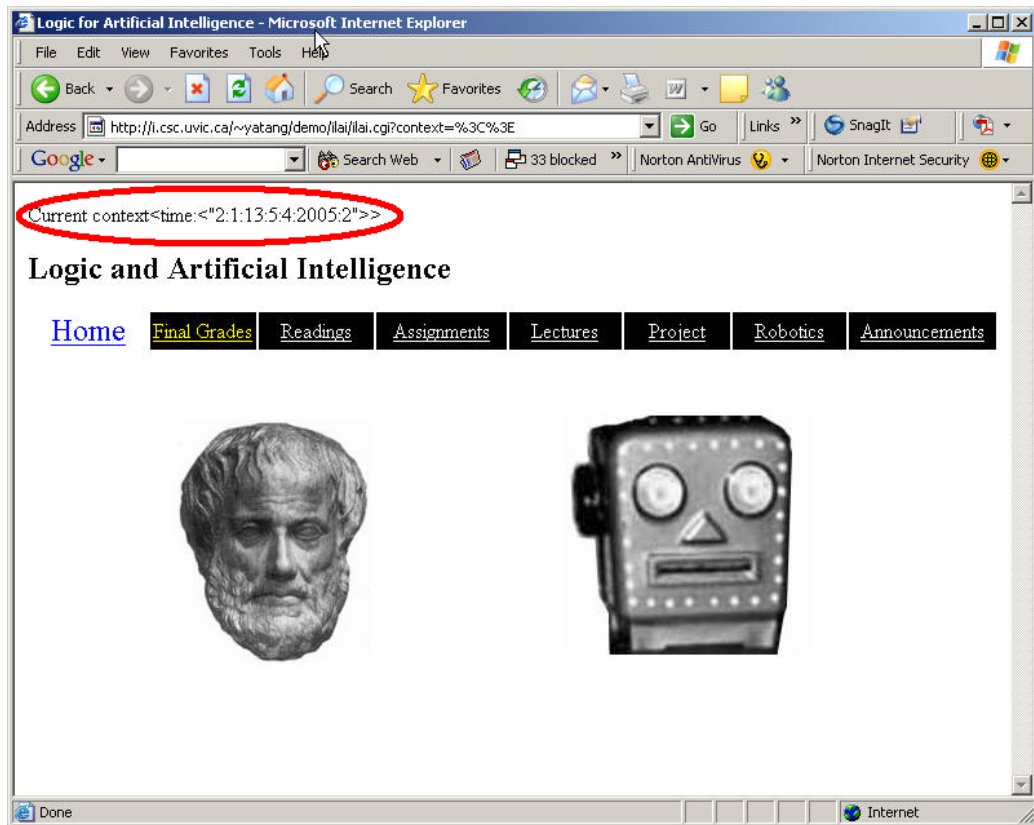 Logic for Artificial Intelligence - Microsoft Internet Explorer
File Edit View Favorites Tools Help
Back Search Favorites
Address http://i.csc.uvic.ca/~yatang/demo/ilai/ilai.cgi?context=%3C%3E Go Links » SnagIt
Google Search Web 33 blocked » Norton AntiVirus Norton Internet Security
Current context<time:<"2:1:13:5:4:2005:2">>
Logic and Artificial Intelligence
Home Final Grades Readings Assignments Lectures Project Robotics Announcements
Done Internet